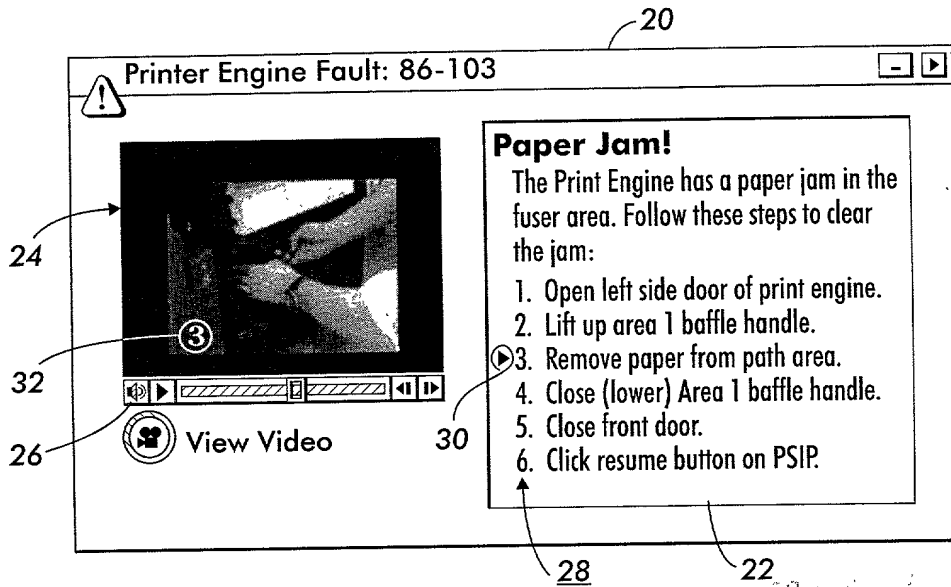 20
Printer Engine Fault: 86-103
!
24
32
26
3
View Video
Paper Jam!
The Print Engine has a paper jam in the
fuser area. Follow these steps to clear
the jam:
1. Open left side door of print engine.
2. Lift up area 1 baffle handle.
3. Remove paper from path area.
4. Close (lower) Area 1 baffle handle.
5. Close front door.
6. Click resume button on PSIP.
30
28
22